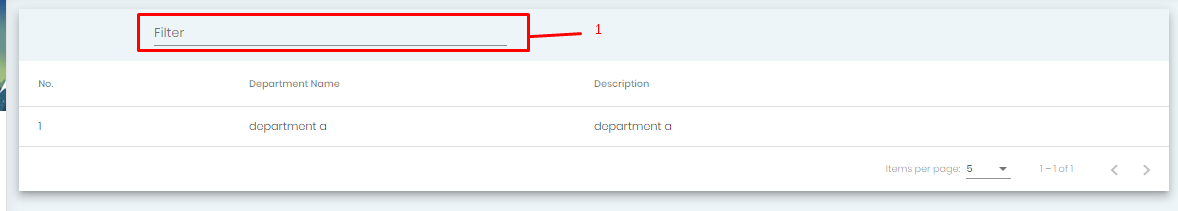 Filter
1
No. Department Name Description
1 department a department a
Items per page: 5 1 – 1 of 1